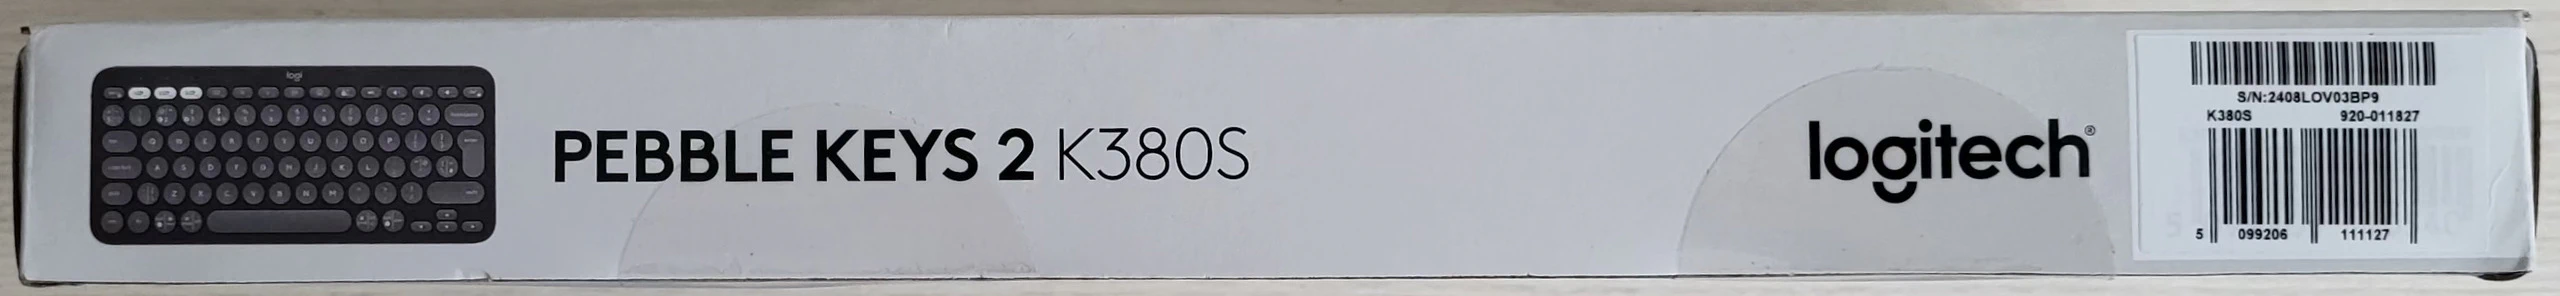 logi
PEBBLE KEYS 2 K380S
logitech®
S/N:2408LOV03BP9
K380S 920-011827
5 099206 111127